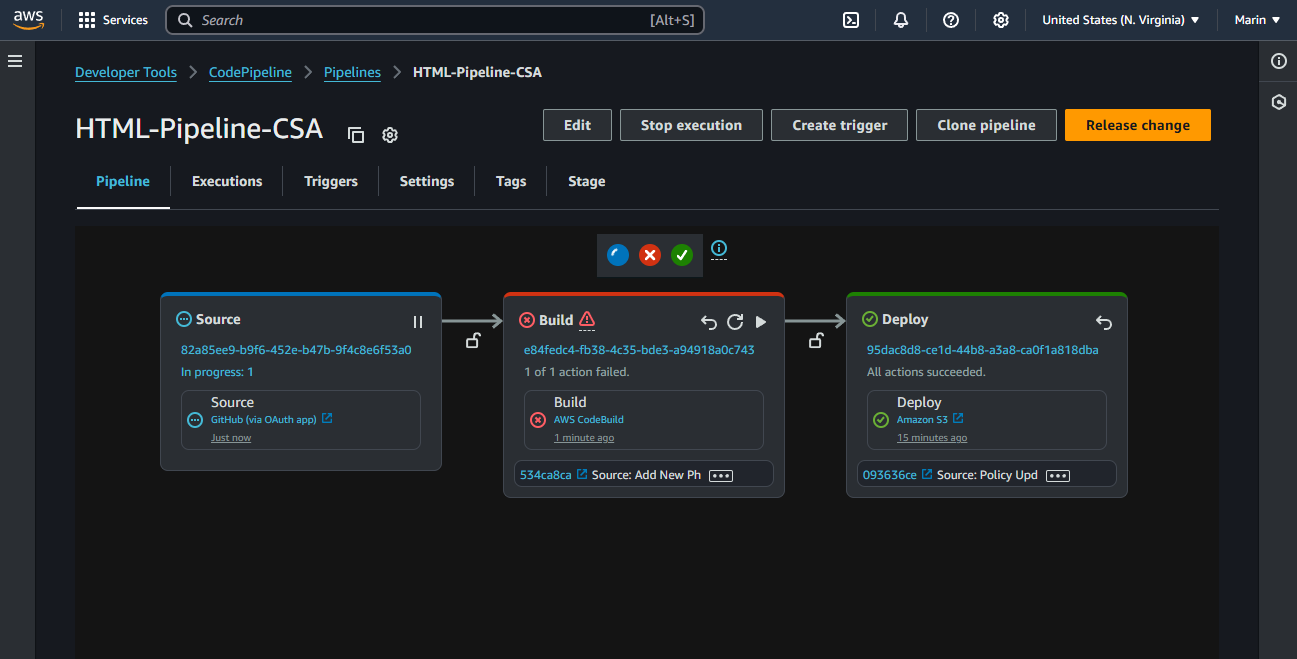 aws
Services
Search
[Alt+S]
United States (N. Virginia)
Marin
Developer Tools
CodePipeline
Pipelines
HTML-Pipeline-CSA
HTML-Pipeline-CSA
Edit
Stop execution
Create trigger
Clone pipeline
Release change
Pipeline
Executions
Triggers
Settings
Tags
Stage
Source
82a85ee9-b9f6-452e-b47b-9f4c8e6f53a0
In progress: 1
Source
GitHub (via OAuth app)
Just now
Build
e84fedc4-fb38-4c35-bde3-a94918a0c743
1 of 1 action failed.
Build
AWS CodeBuild
1 minute ago
534ca8ca Source: Add New Ph
Deploy
95dac8d8-ce1d-44b8-a3a8-ca0f1a818dba
All actions succeeded.
Deploy
Amazon S3
15 minutes ago
093636ce Source: Policy Upd